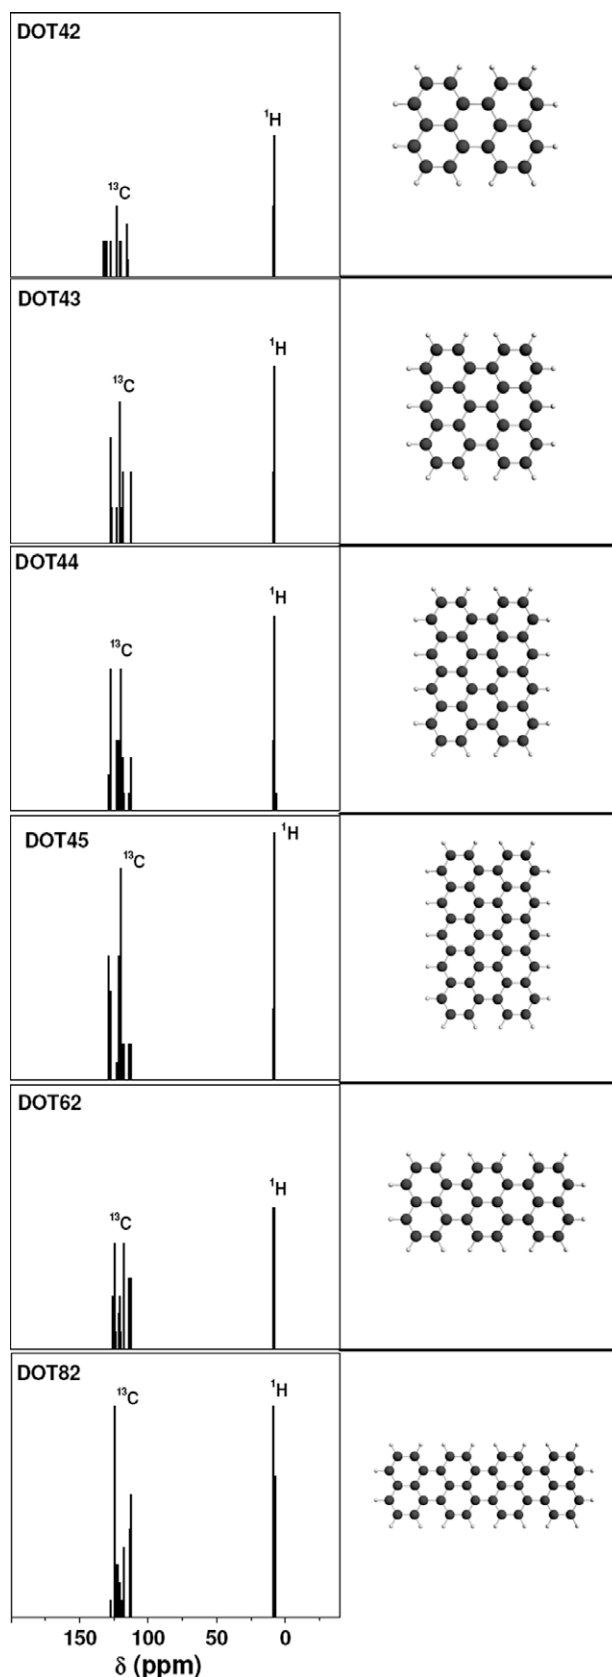 DOT42
¹H
¹³C
DOT43
¹H
¹³C
DOT44
¹H
¹³C
DOT45
¹H
¹³C
DOT62
¹H
¹³C
DOT82
¹H
¹³C
150 100 50 0
δ (ppm)